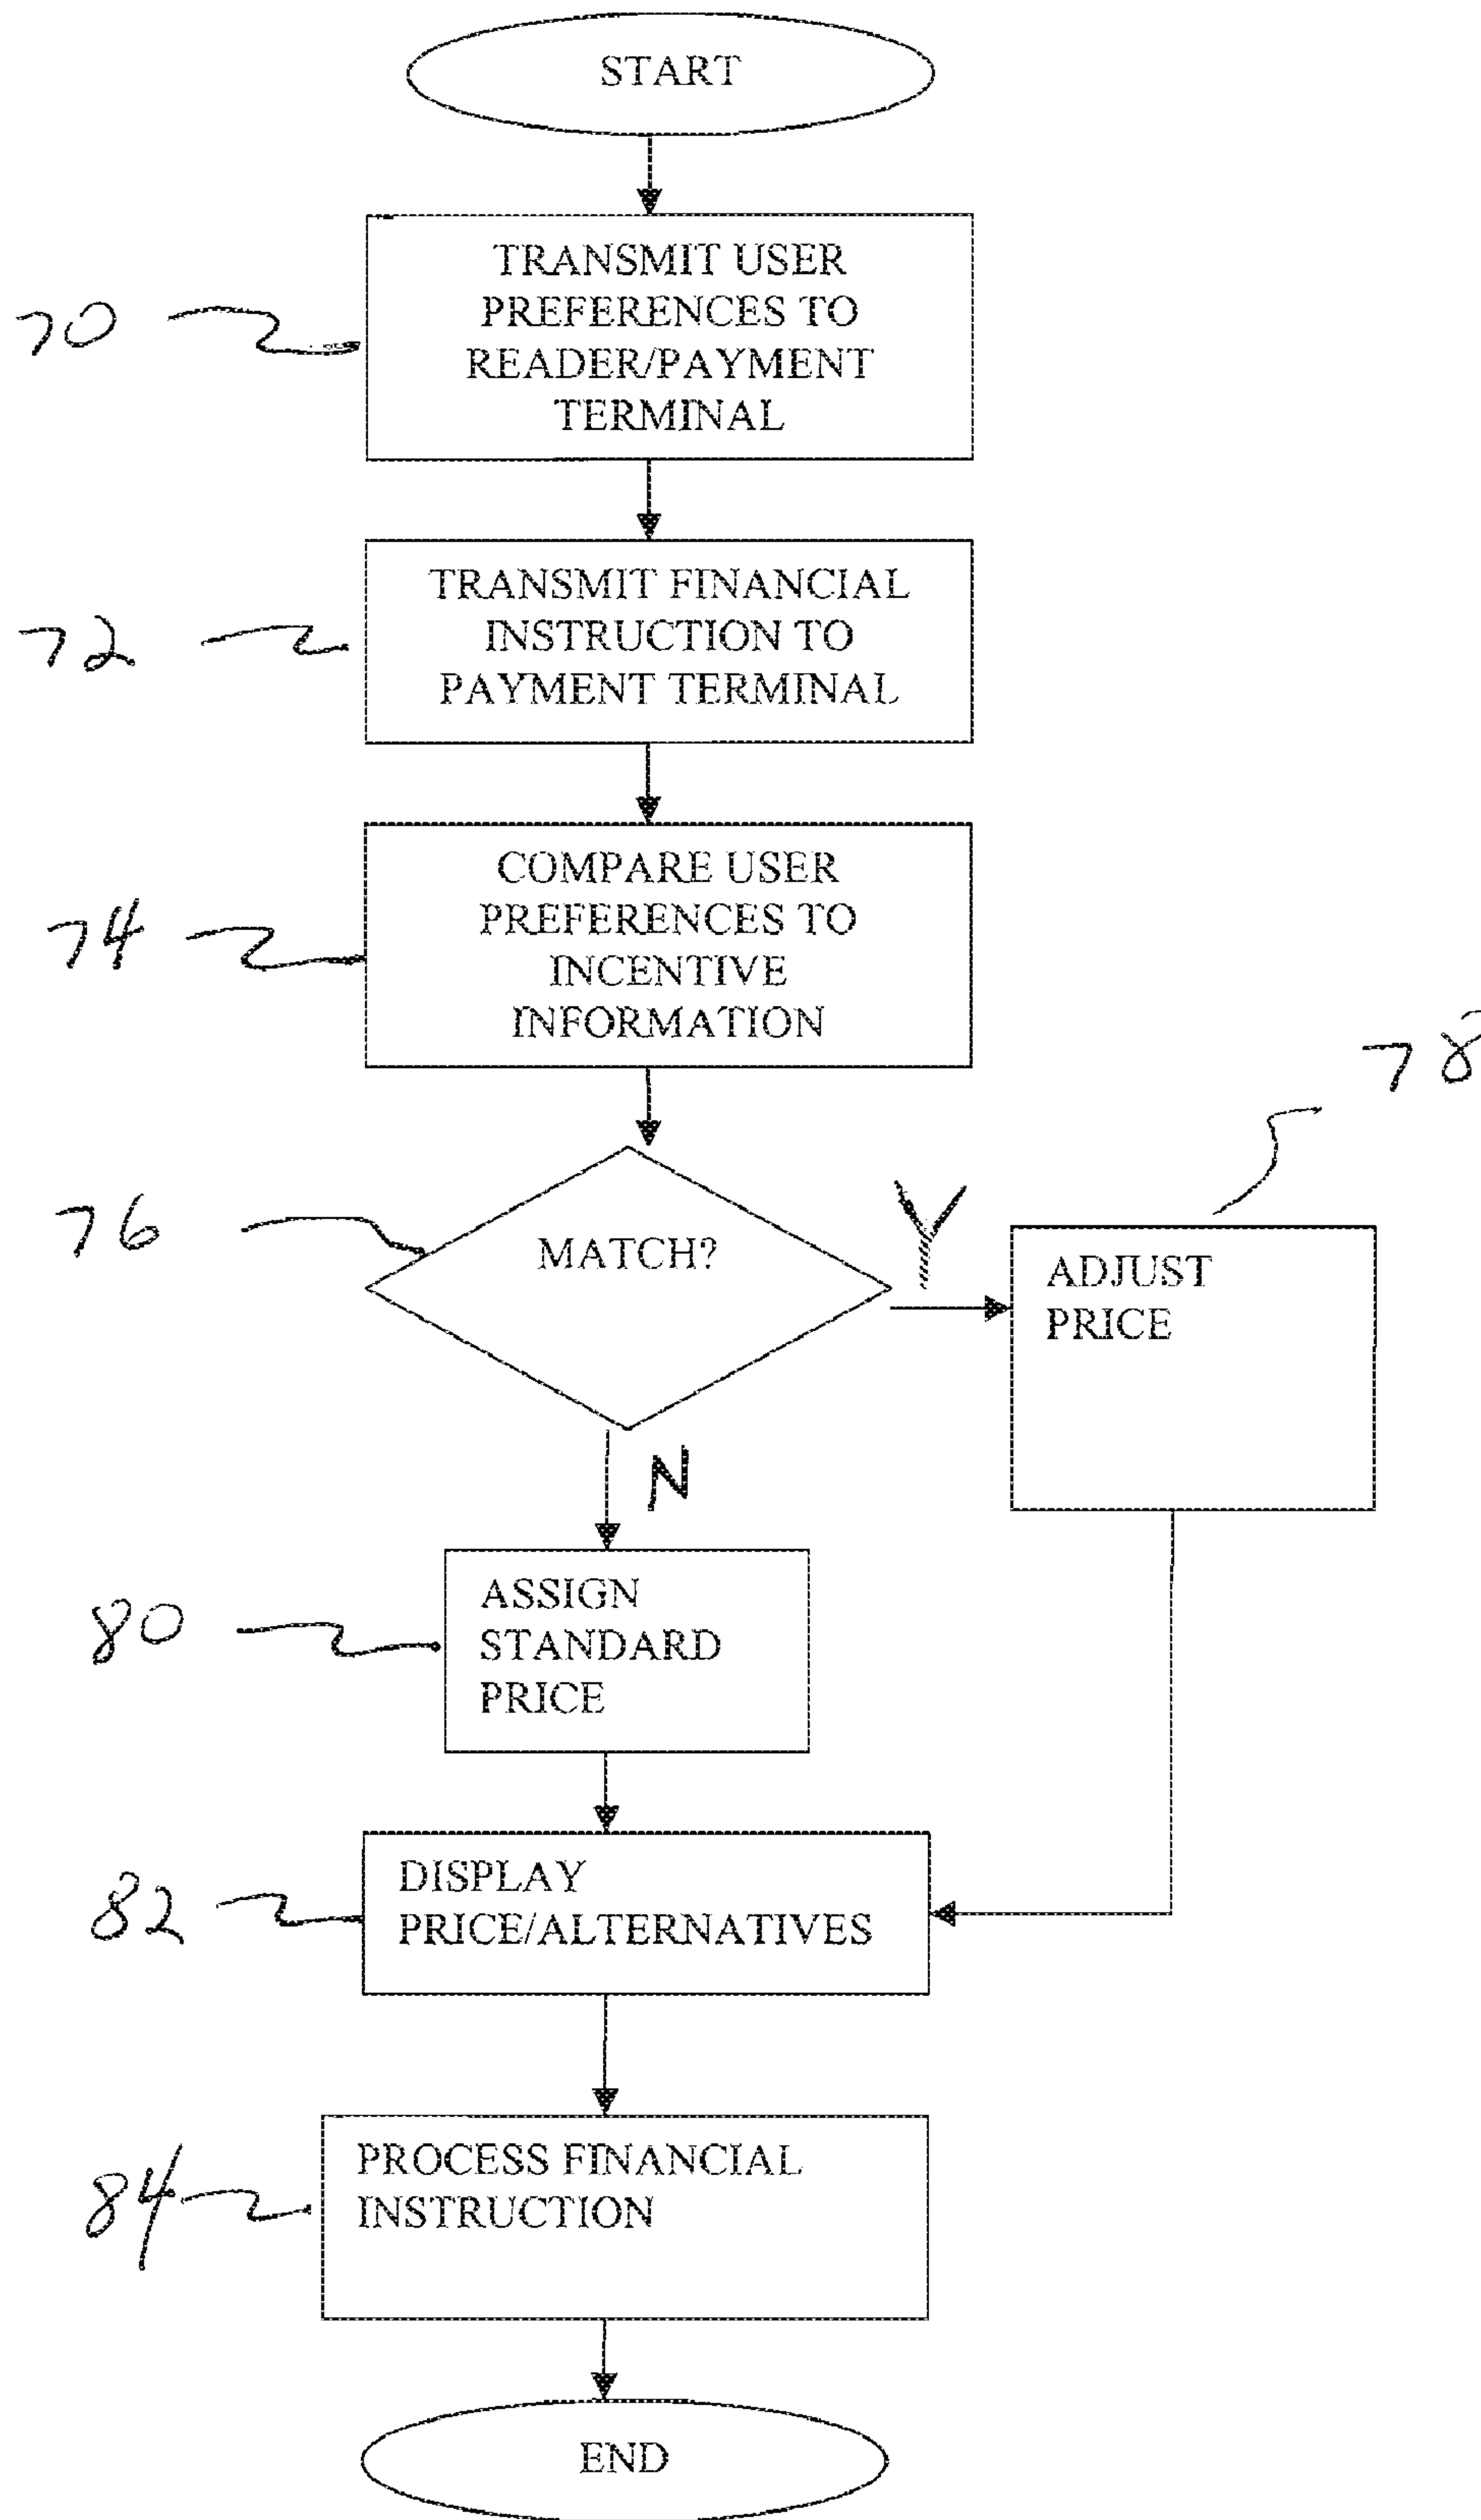 START
70
TRANSMIT USER
PREFERENCES TO
READER/PAYMENT
TERMINAL
72
TRANSMIT FINANCIAL
INSTRUCTION TO
PAYMENT TERMINAL
74
COMPARE USER
PREFERENCES TO
INCENTIVE
INFORMATION
78
76
MATCH?
Y
ADJUST
PRICE
N
80
ASSIGN
STANDARD
PRICE
82
DISPLAY
PRICE/ALTERNATIVES
84
PROCESS FINANCIAL
INSTRUCTION
END